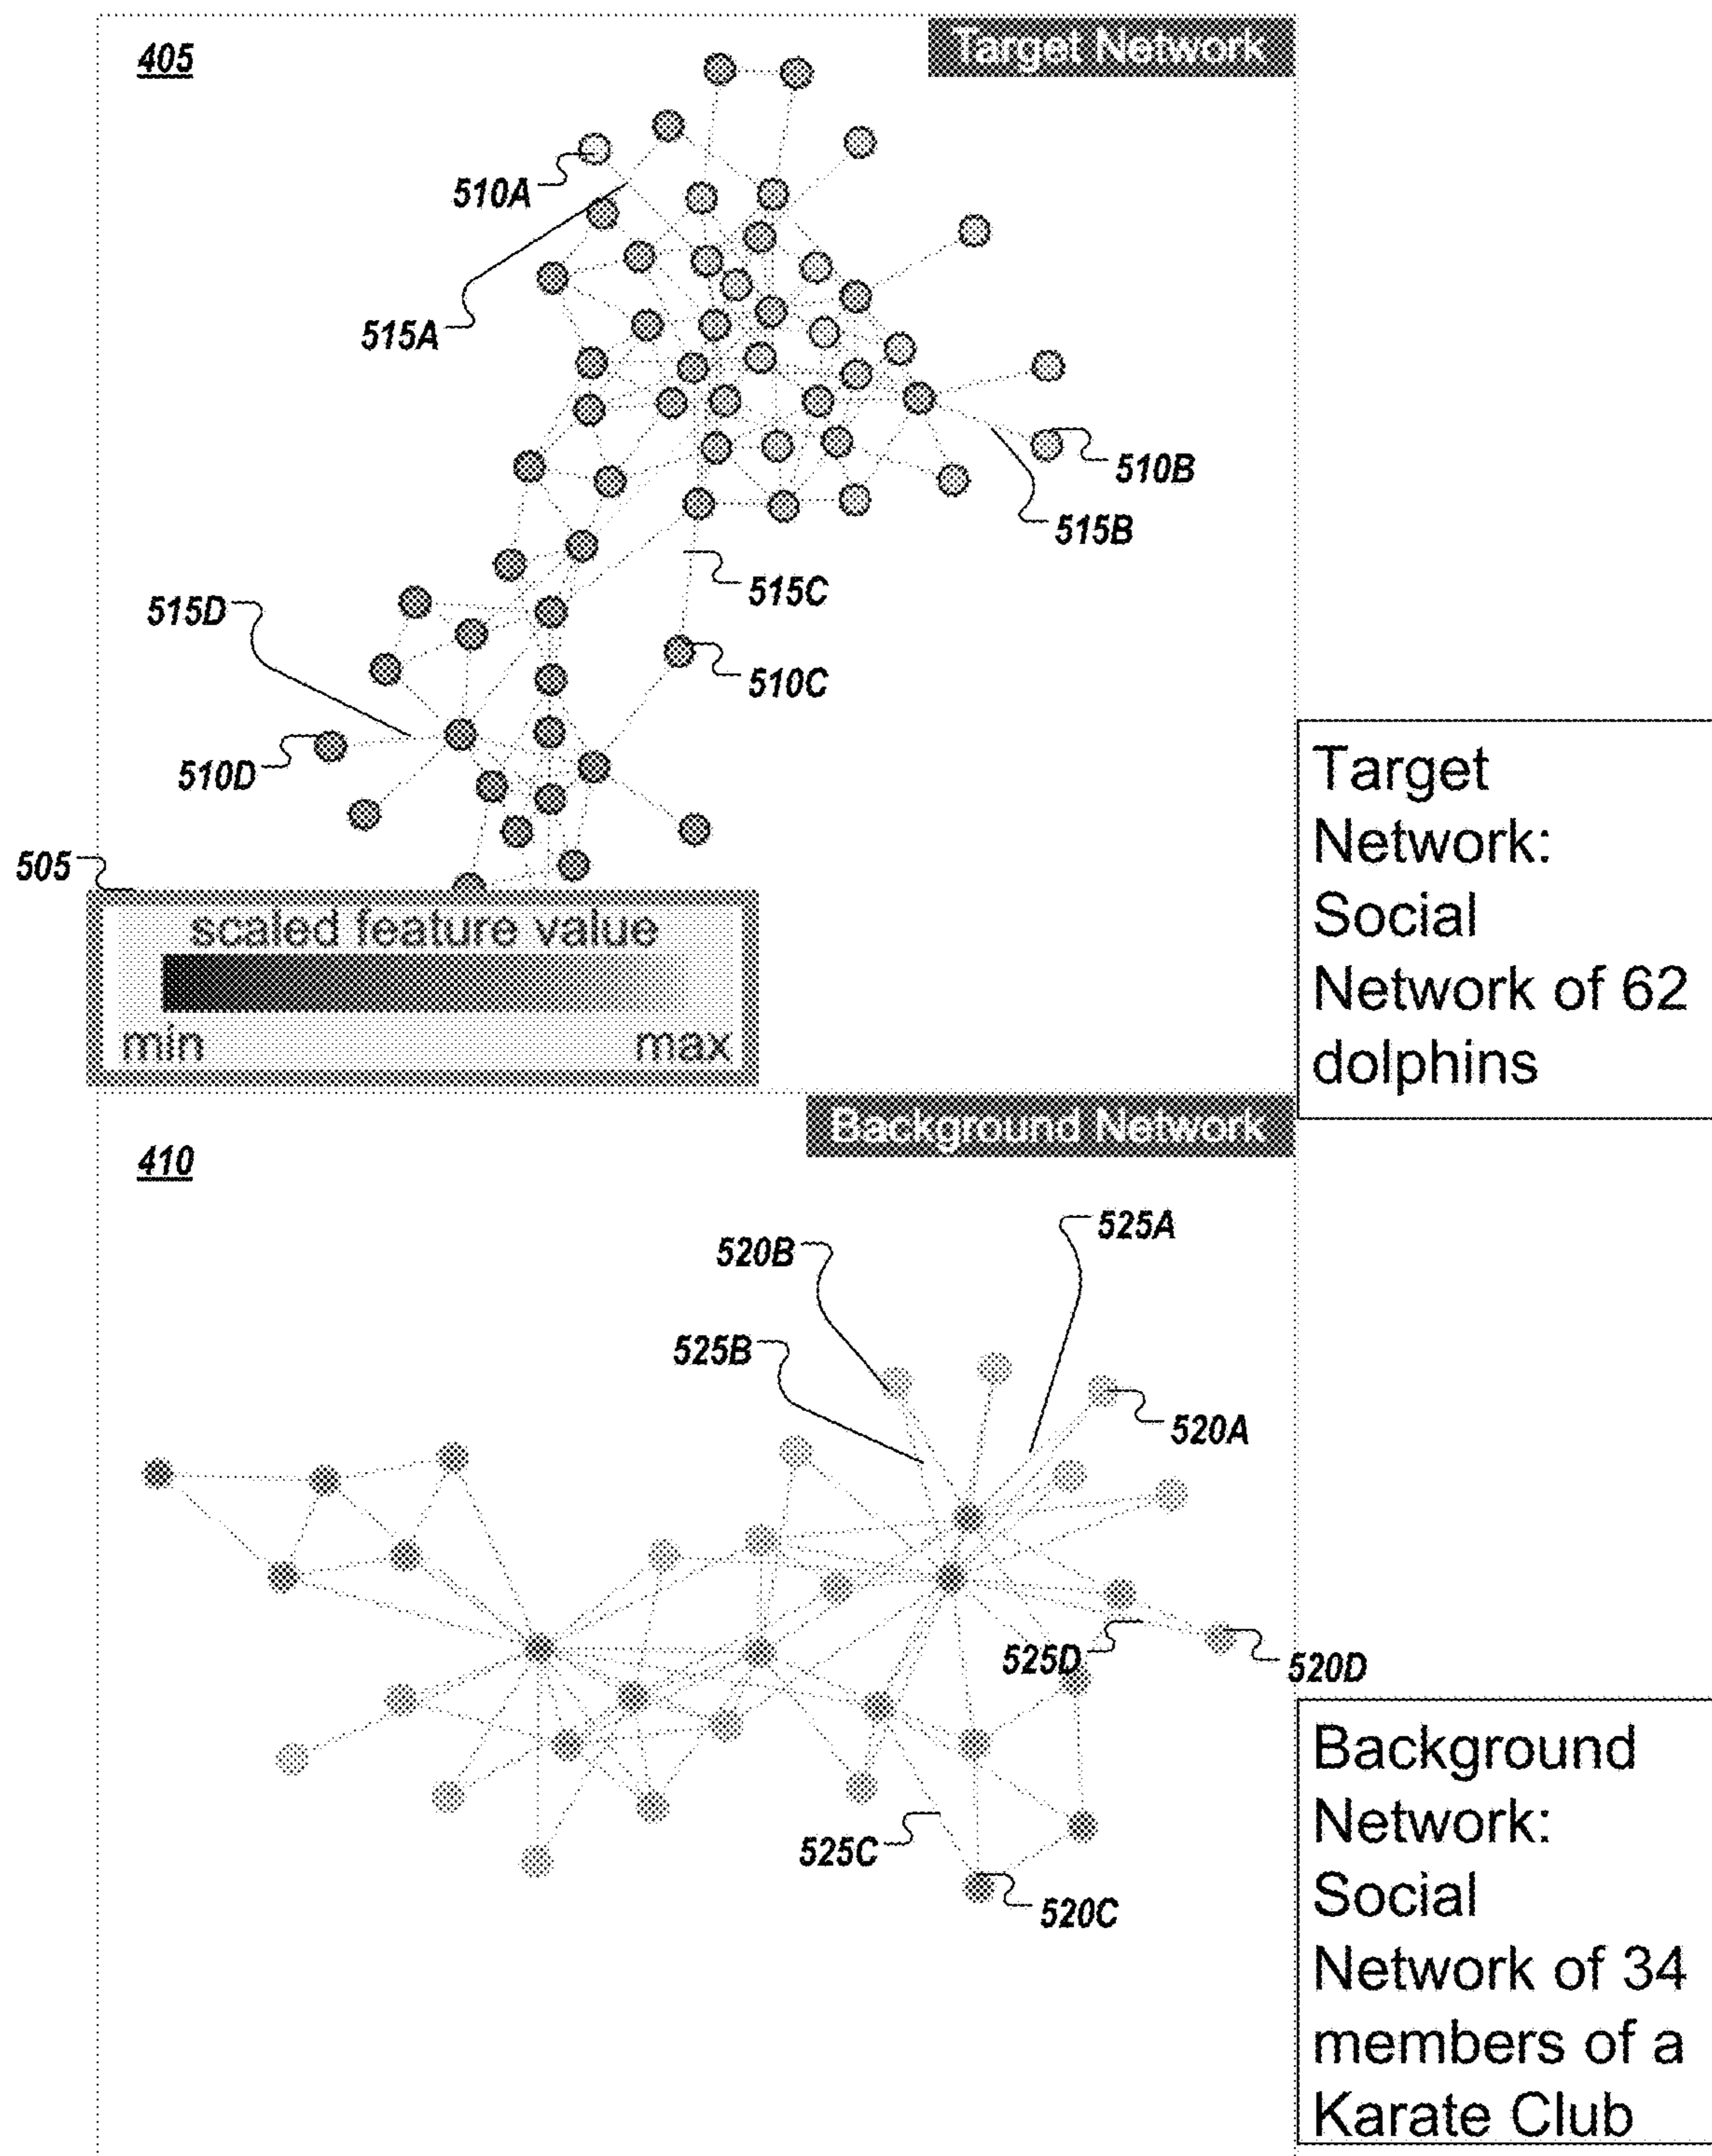 405
Target Network
510A
515A
510B
515B
515C
515D
510C
510D
505
scaled feature value
min
max
Target
Network:
Social
Network of 62
dolphins
Background Network
410
525A
520B
525B
520A
525D
520D
525C
520C
Background
Network:
Social
Network of 34
members of a
Karate Club